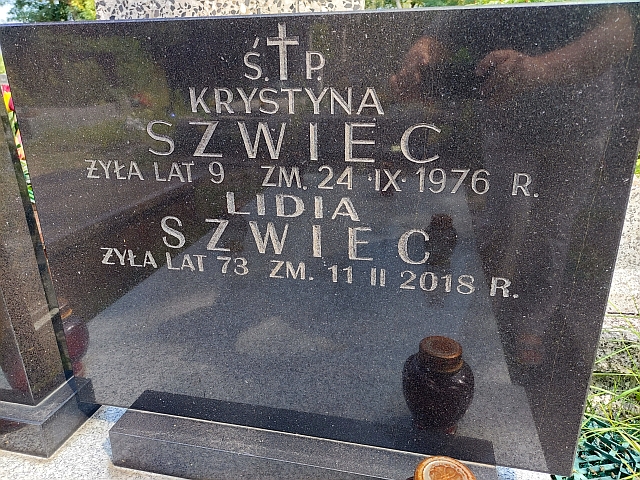 Ś. P.
KRYSTYNA
SZWIEC
ŻYŁA LAT 9 ZM. 24 IX 1976 R.
LIDIA
SZWIEC
ŻYŁA LAT 73 ZM. 11 II 2018 R.